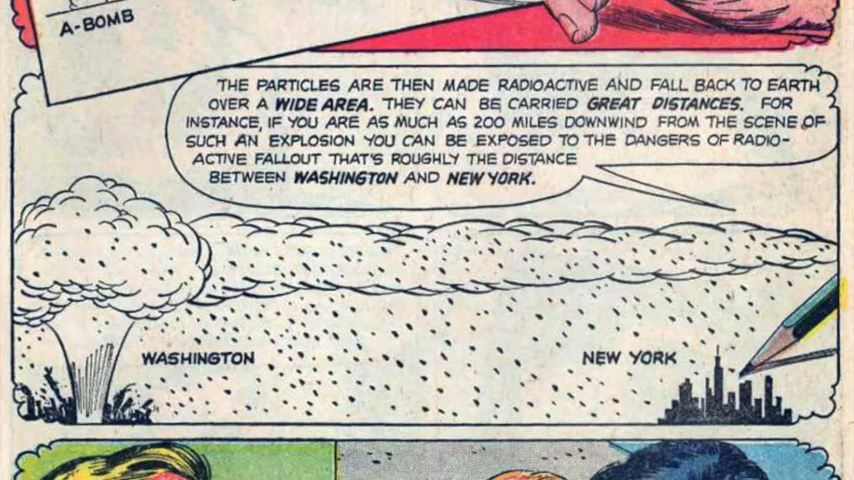 A-BOMB
THE PARTICLES ARE THEN MADE RADIOACTIVE AND FALL BACK TO EARTH
OVER A WIDE AREA. THEY CAN BE CARRIED GREAT DISTANCES. FOR
INSTANCE, IF YOU ARE AS MUCH AS 200 MILES DOWNWIND FROM THE SCENE OF
SUCH AN EXPLOSION YOU CAN BE EXPOSED TO THE DANGERS OF RADIO-
ACTIVE FALLOUT THAT'S ROUGHLY THE DISTANCE
BETWEEN WASHINGTON AND NEW YORK.
WASHINGTON
NEW YORK